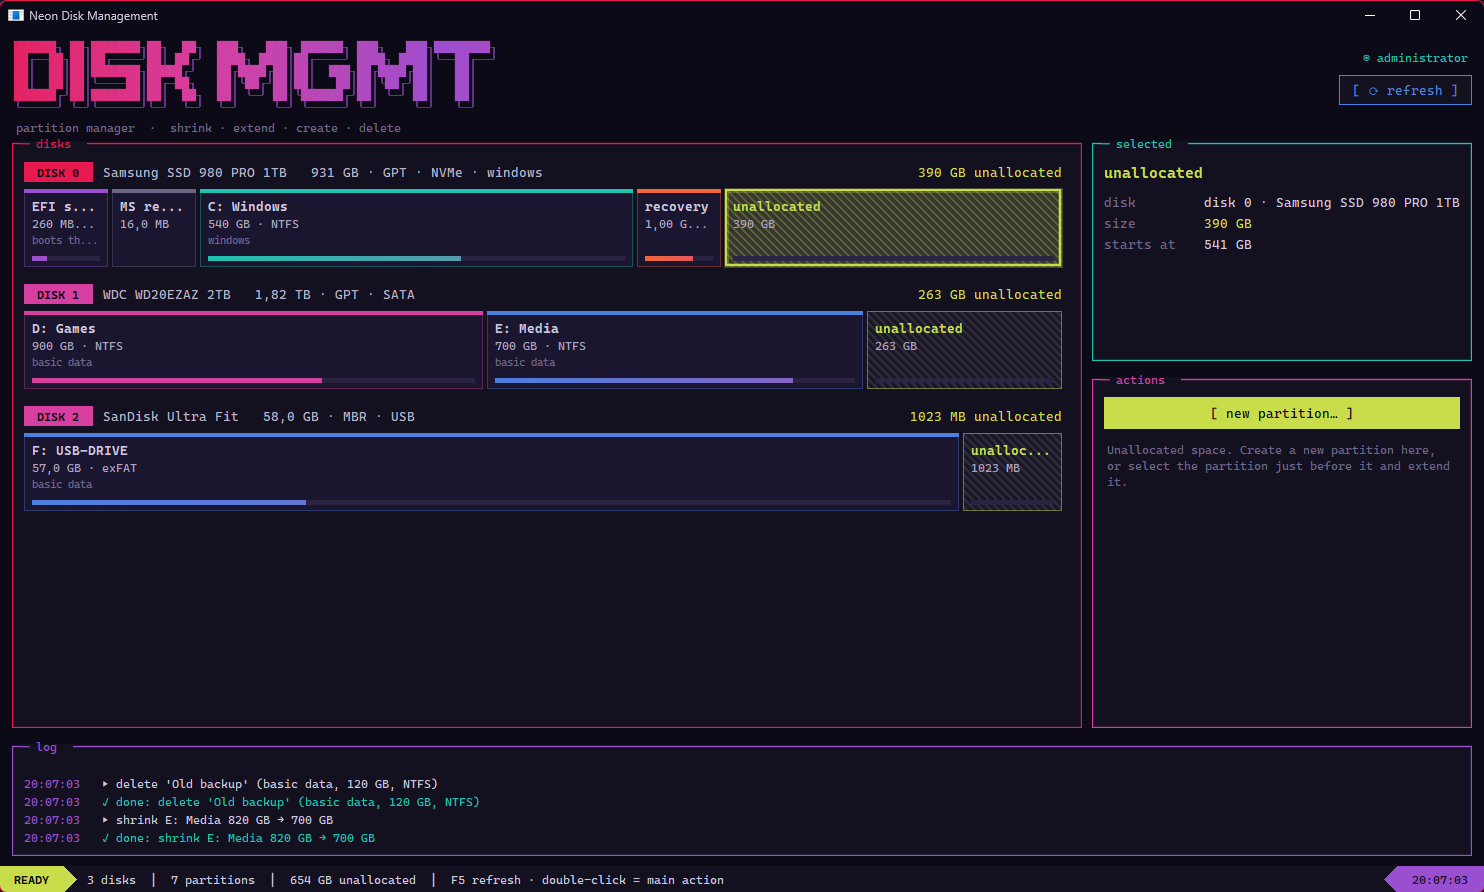 Neon Disk Management
DISK MGMT
⊙ administrator
[ ⟳ refresh ]
partition manager · shrink · extend · create · delete
disks
DISK 0 Samsung SSD 980 PRO 1TB 931 GB · GPT · NVMe · windows 390 GB unallocated
EFI s...
260 MB...
boots th...
MS re...
16,0 MB
C: Windows
540 GB · NTFS
windows
recovery
1,00 G...
unallocated
390 GB
DISK 1 WDC WD20EZAZ 2TB 1,82 TB · GPT · SATA 263 GB unallocated
D: Games
900 GB · NTFS
basic data
E: Media
700 GB · NTFS
basic data
unallocated
263 GB
DISK 2 SanDisk Ultra Fit 58,0 GB · MBR · USB 1023 MB unallocated
F: USB-DRIVE
57,0 GB · exFAT
basic data
unalloc...
1023 MB
selected
unallocated
disk disk 0 · Samsung SSD 980 PRO 1TB
size 390 GB
starts at 541 GB
actions
[ new partition… ]
Unallocated space. Create a new partition here,
or select the partition just before it and extend
it.
log
20:07:03 ▸ delete 'Old backup' (basic data, 120 GB, NTFS)
20:07:03 ✓ done: delete 'Old backup' (basic data, 120 GB, NTFS)
20:07:03 ▸ shrink E: Media 820 GB → 700 GB
20:07:03 ✓ done: shrink E: Media 820 GB → 700 GB
READY 3 disks │ 7 partitions │ 654 GB unallocated │ F5 refresh · double-click = main action 20:07:03